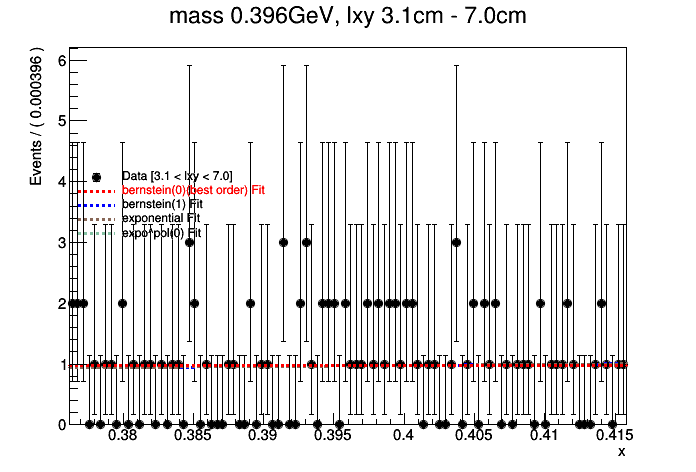 mass 0.396GeV, lxy 3.1cm - 7.0cm
Events / ( 0.000396 )
6
5
4
3
2
1
0
Data [3.1 < lxy < 7.0]
bernstein(0)(best order) Fit
bernstein(1) Fit
exponential Fit
expo*pol(0) Fit
0.38 0.385 0.39 0.395 0.4 0.405 0.41 0.415
x